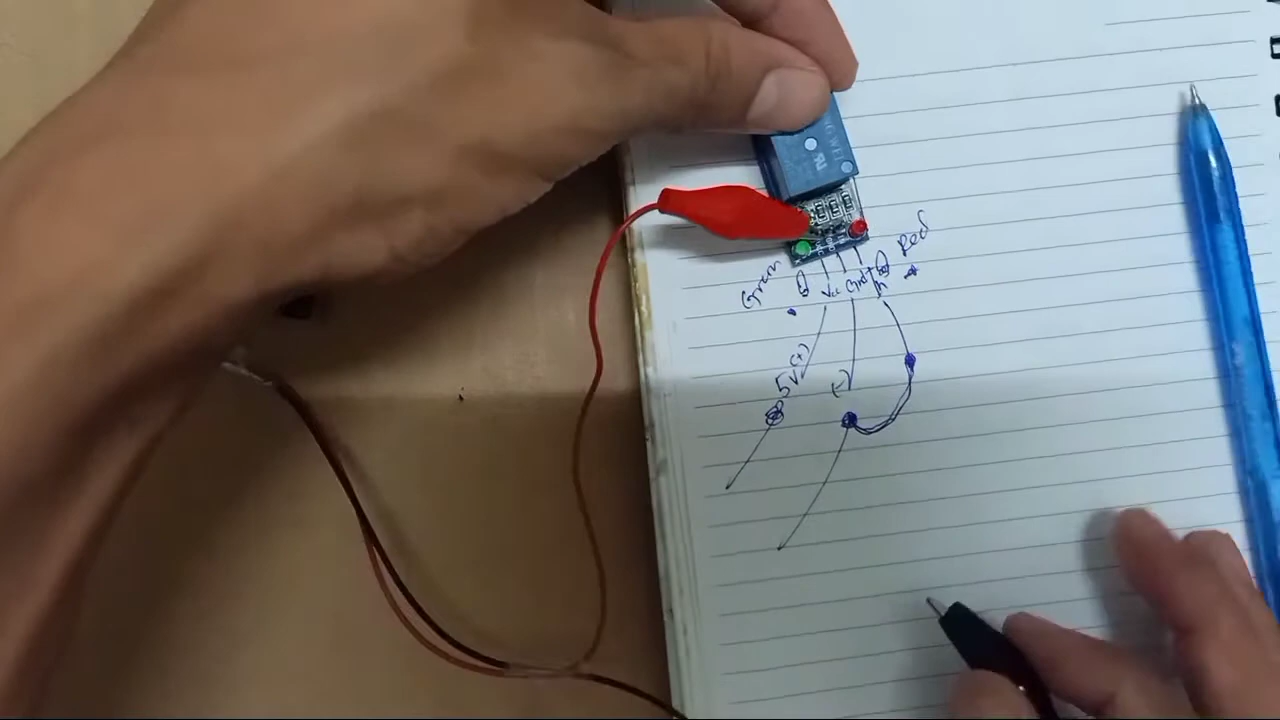 Red
Green
Vcc Gnd In
5v(+)
(-)